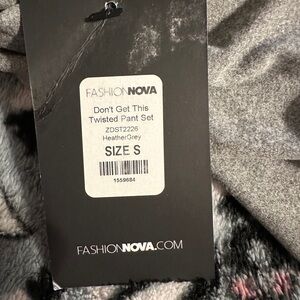 FASHIONNOVA
Don't Get This
Twisted Pant Set
ZDST2226
HeatherGrey
SIZE S
1559684
FASHIONNOVA.COM